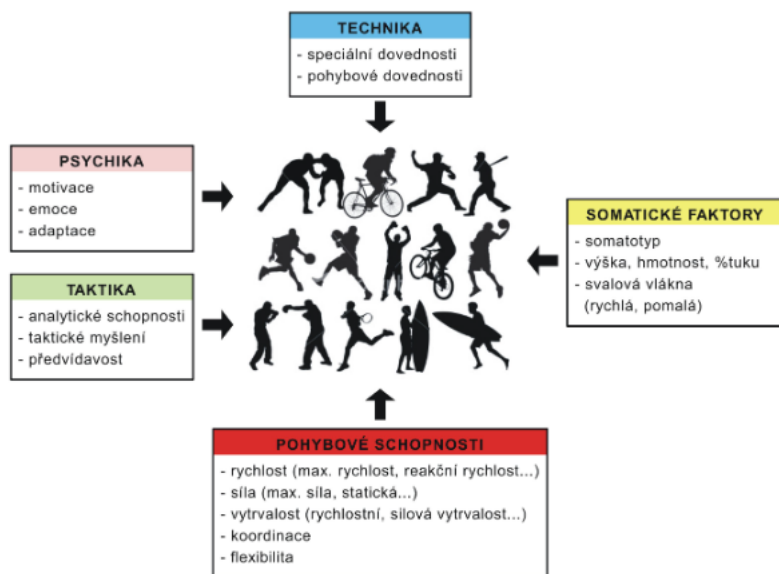 TECHNIKA
- speciální dovednosti
- pohybové dovednosti
PSYCHIKA
- motivace
- emoce
- adaptace
TAKTIKA
- analytické schopnosti
- taktické myšlení
- předvídavost
SOMATICKÉ FAKTORY
- somatotyp
- výška, hmotnost, %tuku
- svalová vlákna
(rychlá, pomalá)
POHYBOVÉ SCHOPNOSTI
- rychlost (max. rychlost, reakční rychlost...)
- síla (max. síla, statická...)
- vytrvalost (rychlostní, silová vytrvalost...)
- koordinace
- flexibilita